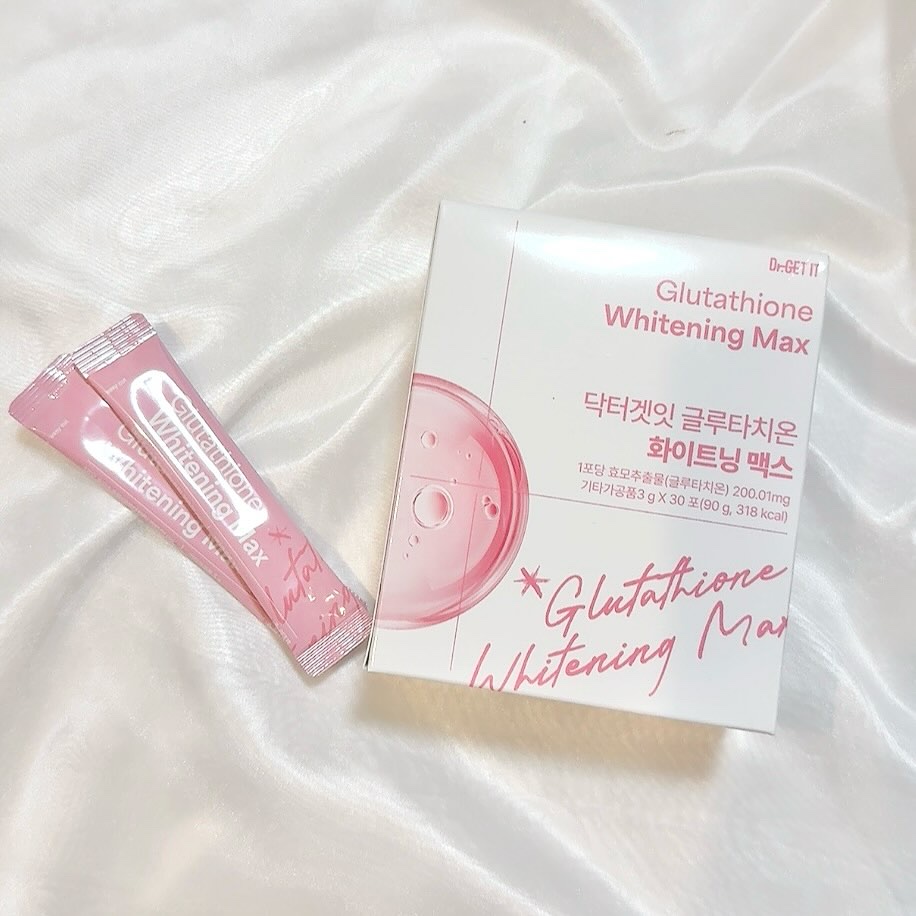 Dr.GET IT
Glutathione
Whitening Max
닥터겟잇 글루타치온
화이트닝 맥스
1포당 효모추출물(글루타치온) 200.01mg
기타가공품3 g X 30 포(90 g, 318 kcal)
*Glutathione
Whitening Max
Glutathione
Whitening Max
Whitening